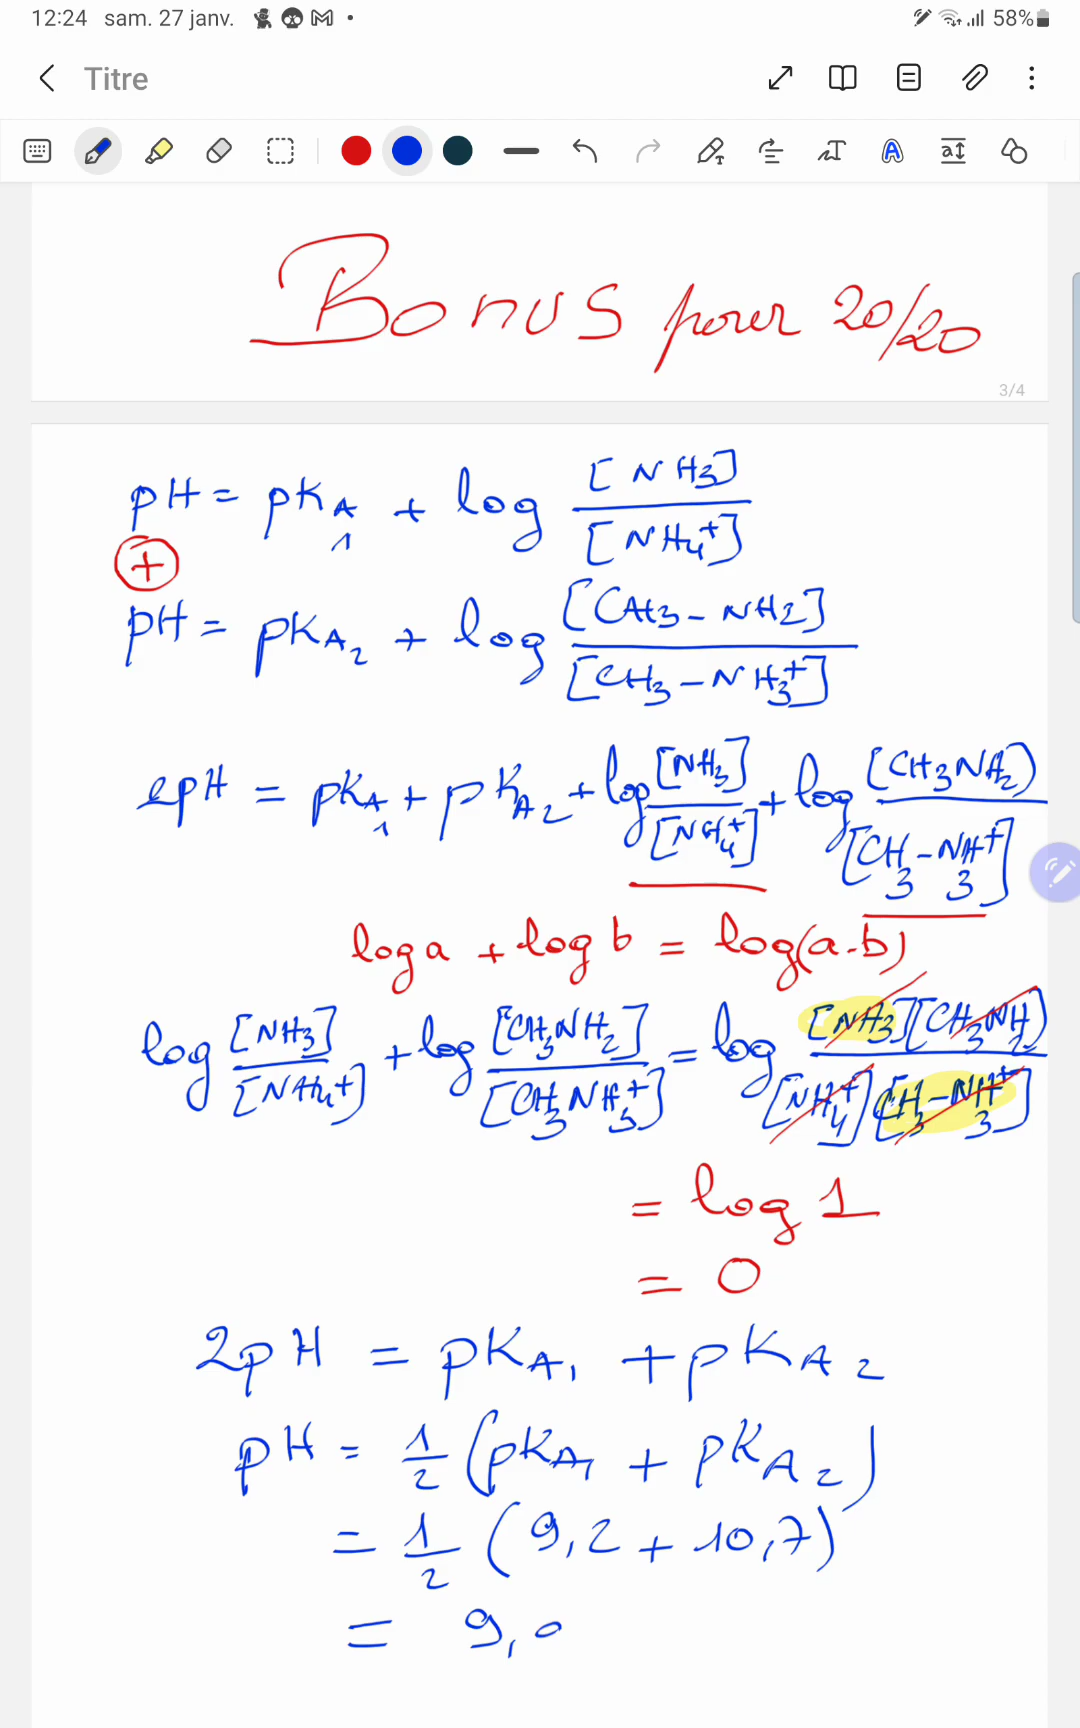 12:24 sam. 27 janv. 58%
Titre
Bonus pour 20/20
3/4
pH = pKA1 + log [NH3]/[NH4+]
+
pH = pKA2 + log [CH3-NH2]/[CH3-NH3+]
2pH = pKA1 + pKA2 + log [NH3]/[NH4+] + log [CH3NH2]/[CH3-NH3+]
log a + log b = log(a.b)
log [NH3]/[NH4+] + log [CH3NH2]/[CH3NH3+] = log [NH3][CH3NH2]/[NH4+][CH3-NH3+]
= log 1
= 0
2pH = pKA1 + pKA2
pH = 1/2 (pKA1 + pKA2)
= 1/2 (9,2 + 10,7)
= 9,0